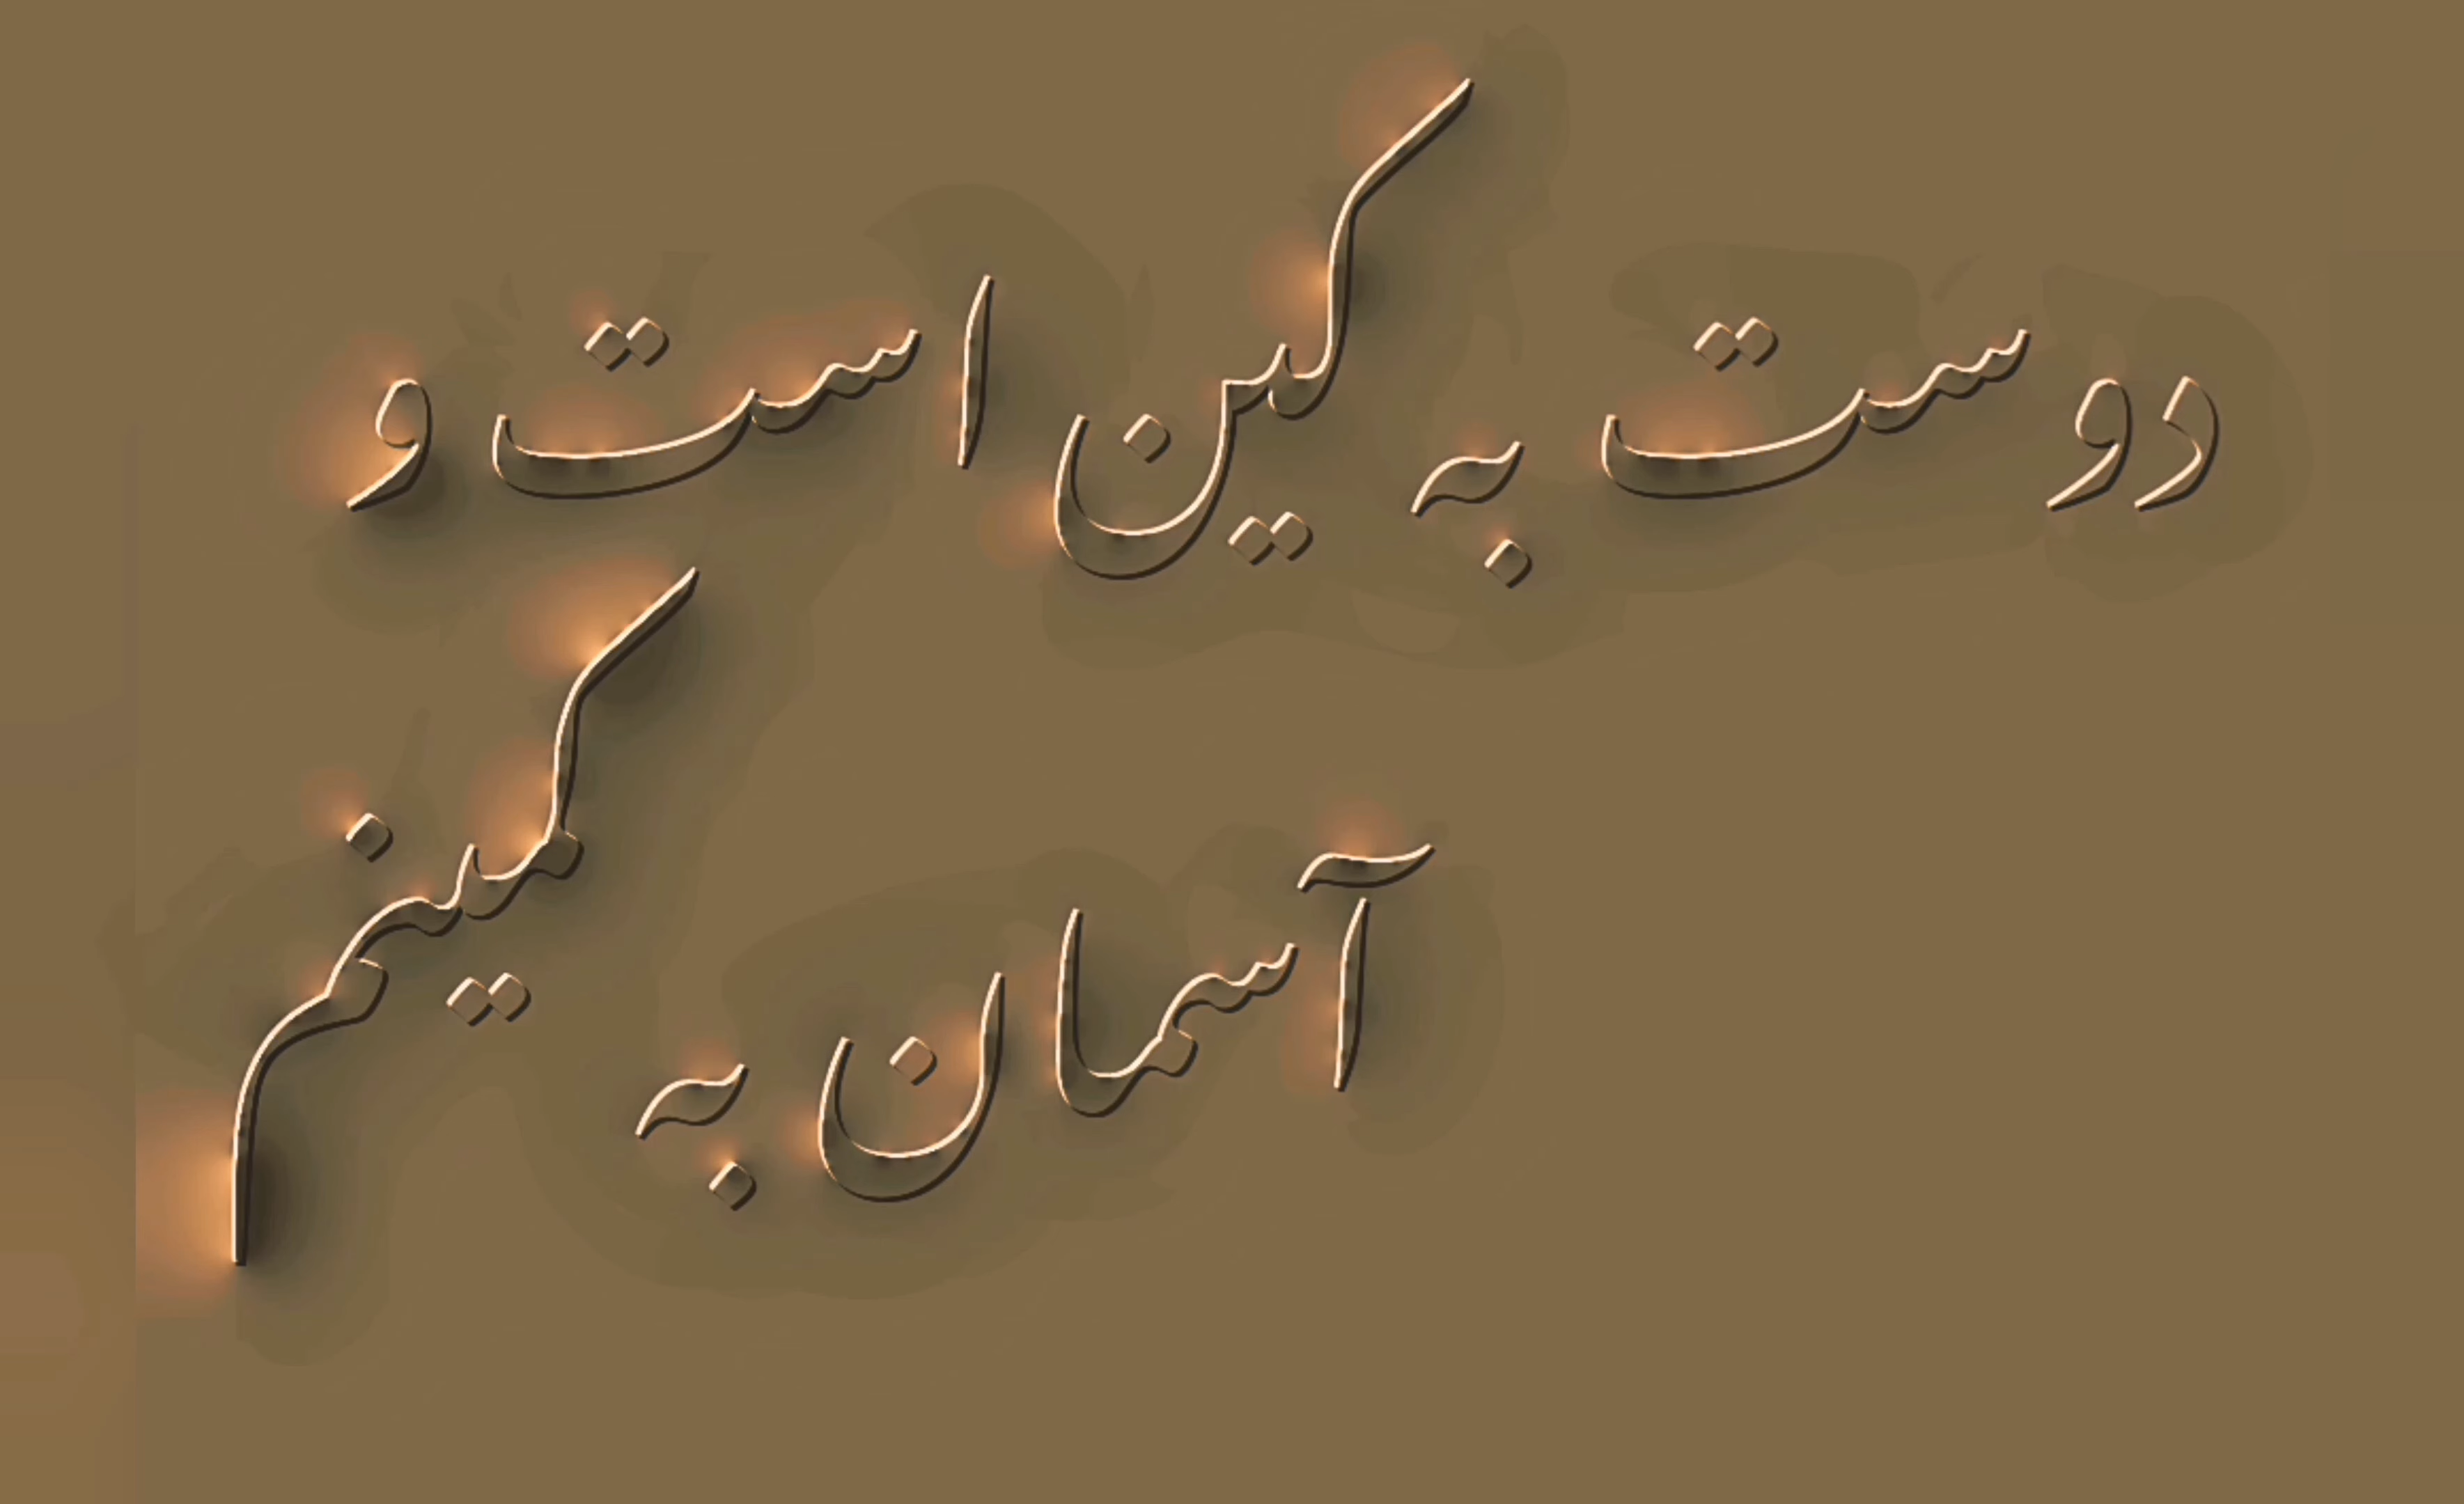 دوست به کین است و
آسمان به کمینم